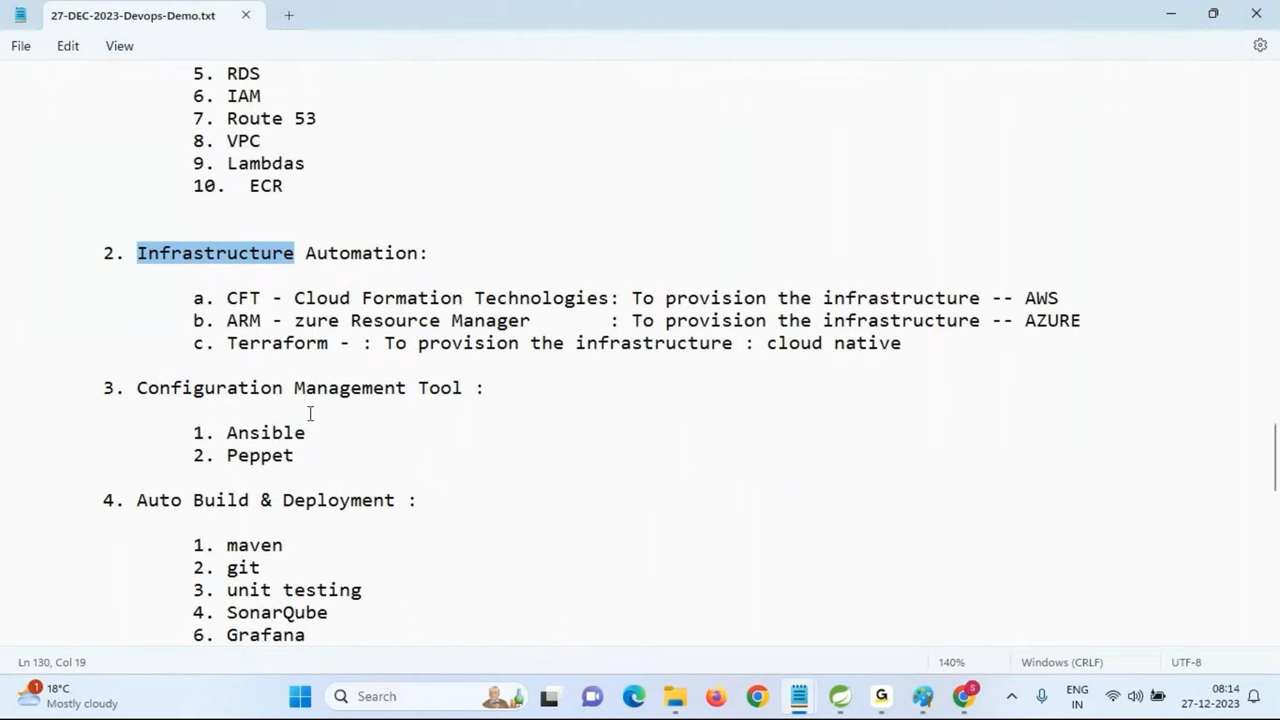 27-DEC-2023-Devops-Demo.txt
File Edit View
5. RDS
6. IAM
7. Route 53
8. VPC
9. Lambdas
10. ECR
2. Infrastructure Automation:
a. CFT - Cloud Formation Technologies: To provision the infrastructure -- AWS
b. ARM - zure Resource Manager : To provision the infrastructure -- AZURE
c. Terraform - : To provision the infrastructure : cloud native
3. Configuration Management Tool :
1. Ansible
2. Peppet
4. Auto Build & Deployment :
1. maven
2. git
3. unit testing
4. SonarQube
6. Grafana
Ln 130, Col 19 140% Windows (CRLF) UTF-8
1 18°C Search G S ENG 08:14
Mostly cloudy IN 27-12-2023